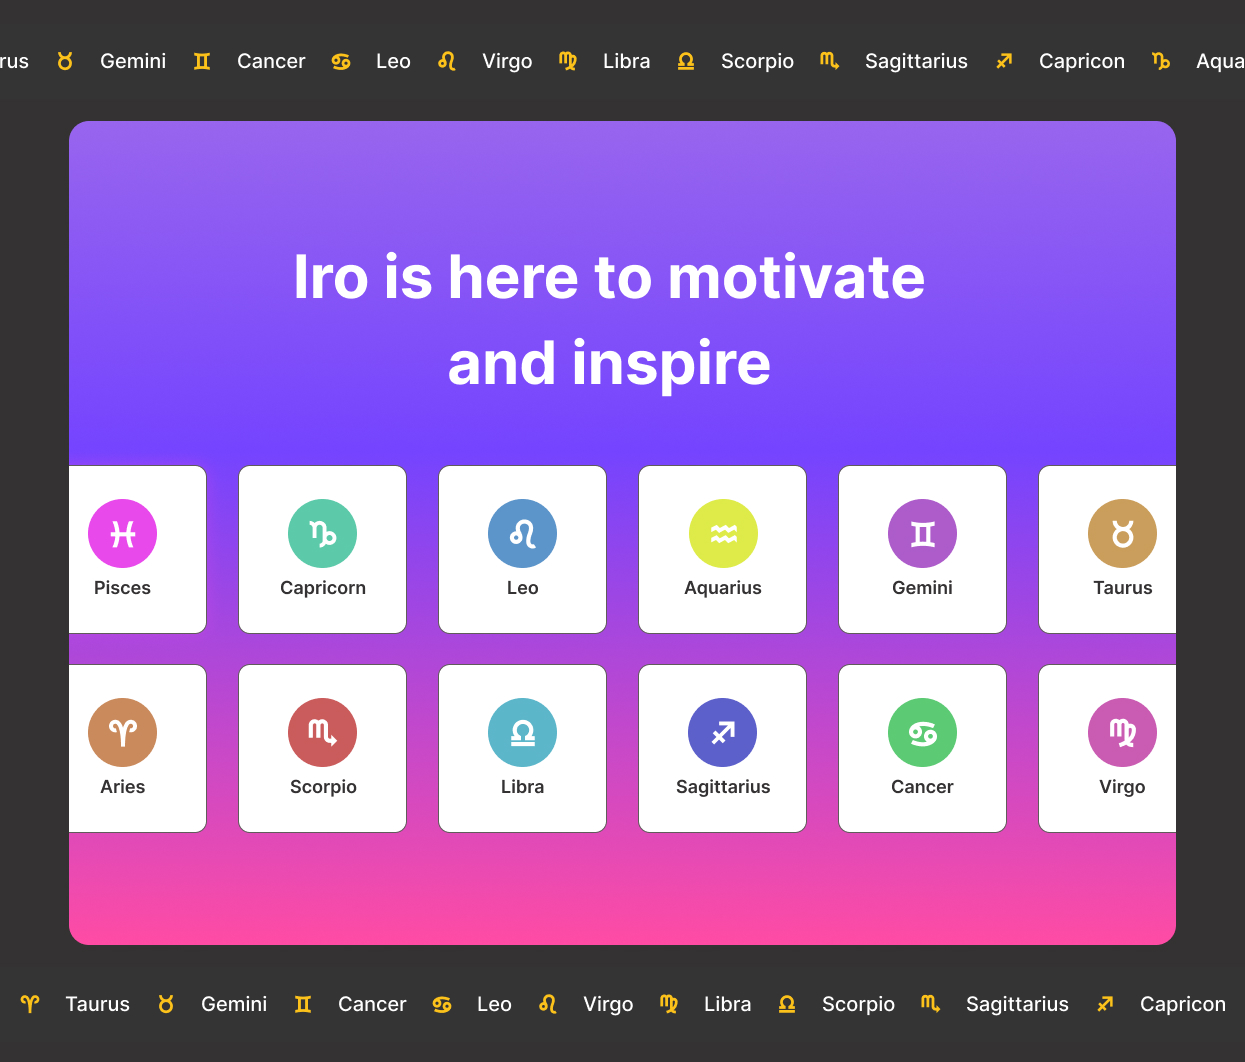 rus ♉ Gemini ♊ Cancer ♋ Leo ♌ Virgo ♍ Libra ♎ Scorpio ♏ Sagittarius ♐ Capricon ♑ Aqua
Iro is here to motivate
and inspire
♓ ♑ ♌ ♒ ♊ ♉
Pisces Capricorn Leo Aquarius Gemini Taurus
♈ ♏ ♎ ♐ ♋ ♍
Aries Scorpio Libra Sagittarius Cancer Virgo
♈ Taurus ♉ Gemini ♊ Cancer ♋ Leo ♌ Virgo ♍ Libra ♎ Scorpio ♏ Sagittarius ♐ Capricon